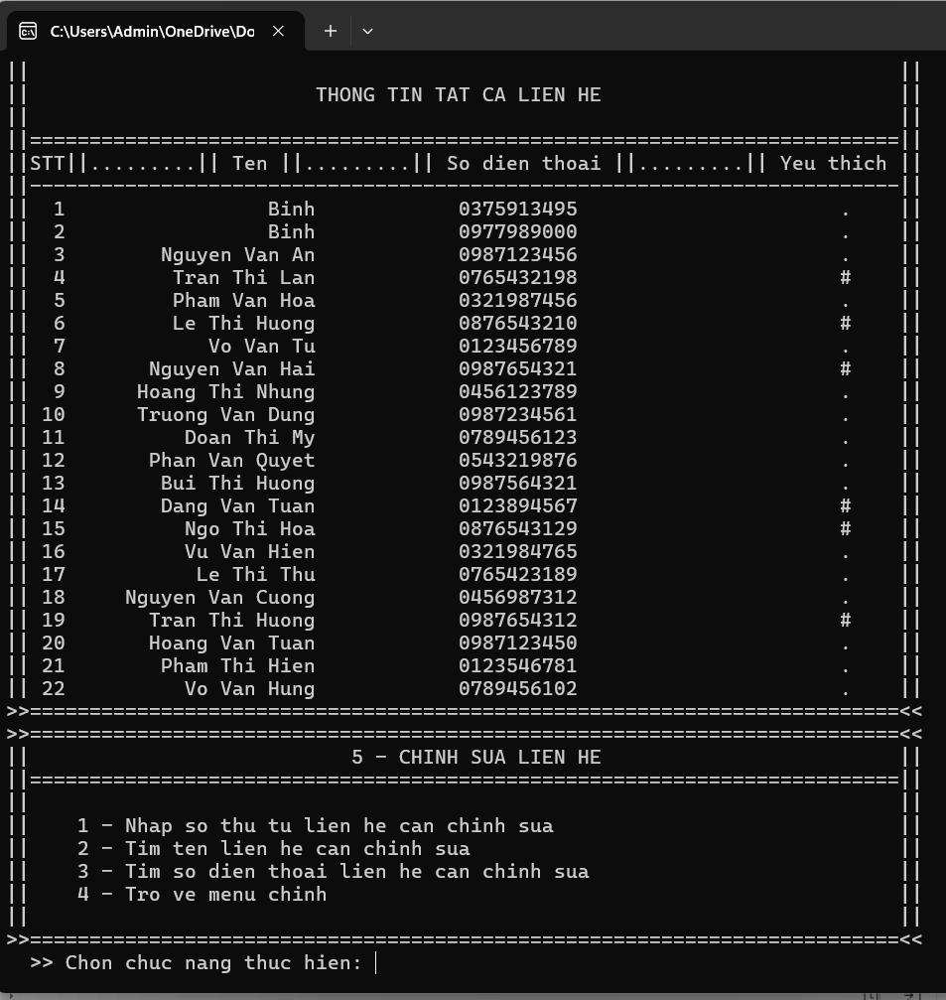 C:\Users\Admin\OneDrive\Do
THONG TIN TAT CA LIEN HE
||=========================================================================||
||STT||.........|| Ten ||.........|| So dien thoai ||.........|| Yeu thich ||
||-------------------------------------------------------------------------||
|| 1 Binh 0375913495 . ||
|| 2 Binh 0977989000 . ||
|| 3 Nguyen Van An 0987123456 . ||
|| 4 Tran Thi Lan 0765432198 # ||
|| 5 Pham Van Hoa 0321987456 . ||
|| 6 Le Thi Huong 0876543210 # ||
|| 7 Vo Van Tu 0123456789 . ||
|| 8 Nguyen Van Hai 0987654321 # ||
|| 9 Hoang Thi Nhung 0456123789 . ||
|| 10 Truong Van Dung 0987234561 . ||
|| 11 Doan Thi My 0789456123 . ||
|| 12 Phan Van Quyet 0543219876 . ||
|| 13 Bui Thi Huong 0987564321 . ||
|| 14 Dang Van Tuan 0123894567 # ||
|| 15 Ngo Thi Hoa 0876543129 # ||
|| 16 Vu Van Hien 0321984765 . ||
|| 17 Le Thi Thu 0765423189 . ||
|| 18 Nguyen Van Cuong 0456987312 . ||
|| 19 Tran Thi Huong 0987654312 # ||
|| 20 Hoang Van Tuan 0987123450 . ||
|| 21 Pham Thi Hien 0123546781 . ||
|| 22 Vo Van Hung 0789456102 . ||
>>=========================================================================<<
>>=========================================================================<<
|| 5 - CHINH SUA LIEN HE ||
||=========================================================================||
|| 1 - Nhap so thu tu lien he can chinh sua ||
|| 2 - Tim ten lien he can chinh sua ||
|| 3 - Tim so dien thoai lien he can chinh sua ||
|| 4 - Tro ve menu chinh ||
>>=========================================================================<<
>> Chon chuc nang thuc hien: